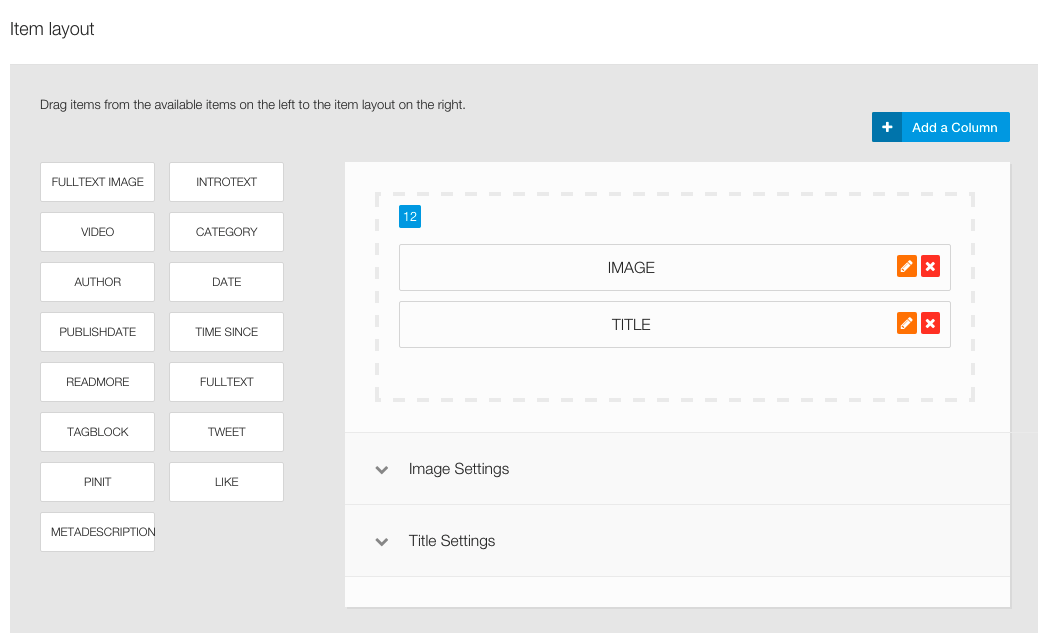 Item layout
Drag items from the available items on the left to the item layout on the right.
+ Add a Column
FULLTEXT IMAGE
INTROTEXT
VIDEO
CATEGORY
AUTHOR
DATE
PUBLISHDATE
TIME SINCE
READMORE
FULLTEXT
TAGBLOCK
TWEET
PINIT
LIKE
METADESCRIPTION
12
IMAGE
TITLE
Image Settings
Title Settings